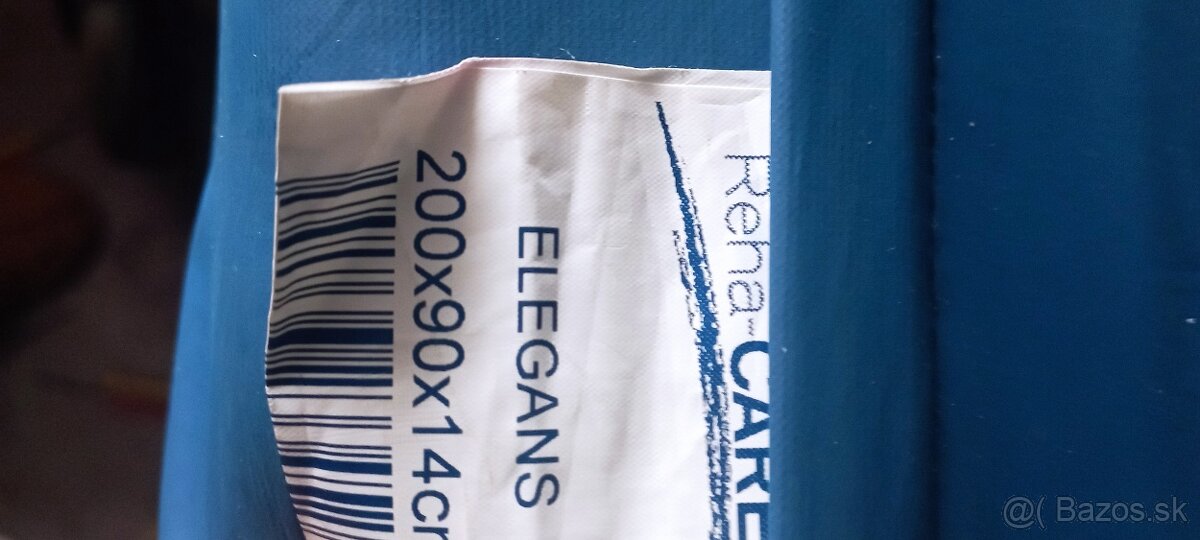 Reha-CARE
ELEGANS
200x90x14cm
@( Bazos.sk